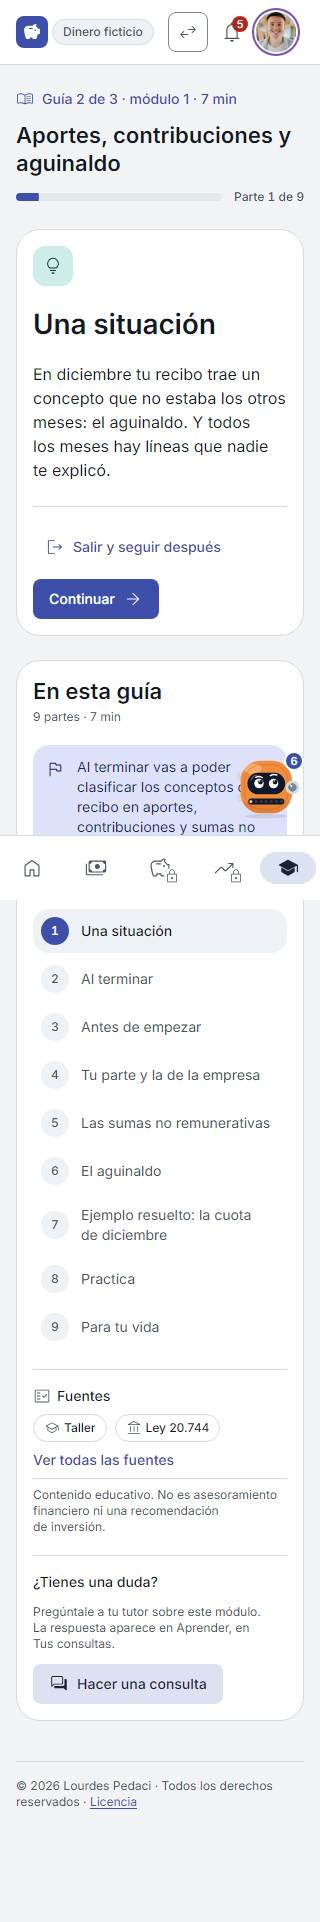 Dinero ficticio
5
Guía 2 de 3 · módulo 1 · 7 min
Aportes, contribuciones y
aguinaldo
Parte 1 de 9
Una situación
En diciembre tu recibo trae un
concepto que no estaba los otros
meses: el aguinaldo. Y todos
los meses hay líneas que nadie
te explicó.
Salir y seguir después
Continuar
En esta guía
9 partes · 7 min
6
Al terminar vas a poder
clasificar los conceptos
recibo en aportes,
contribuciones y sumas no
1 Una situación
2 Al terminar
3 Antes de empezar
4 Tu parte y la de la empresa
5 Las sumas no remunerativas
6 El aguinaldo
7 Ejemplo resuelto: la cuota
de diciembre
8 Practica
9 Para tu vida
Fuentes
Taller Ley 20.744
Ver todas las fuentes
Contenido educativo. No es asesoramiento
financiero ni una recomendación
de inversión.
¿Tienes una duda?
Pregúntale a tu tutor sobre este módulo.
La respuesta aparece en Aprender, en
Tus consultas.
Hacer una consulta
© 2026 Lourdes Pedaci · Todos los derechos
reservados · Licencia